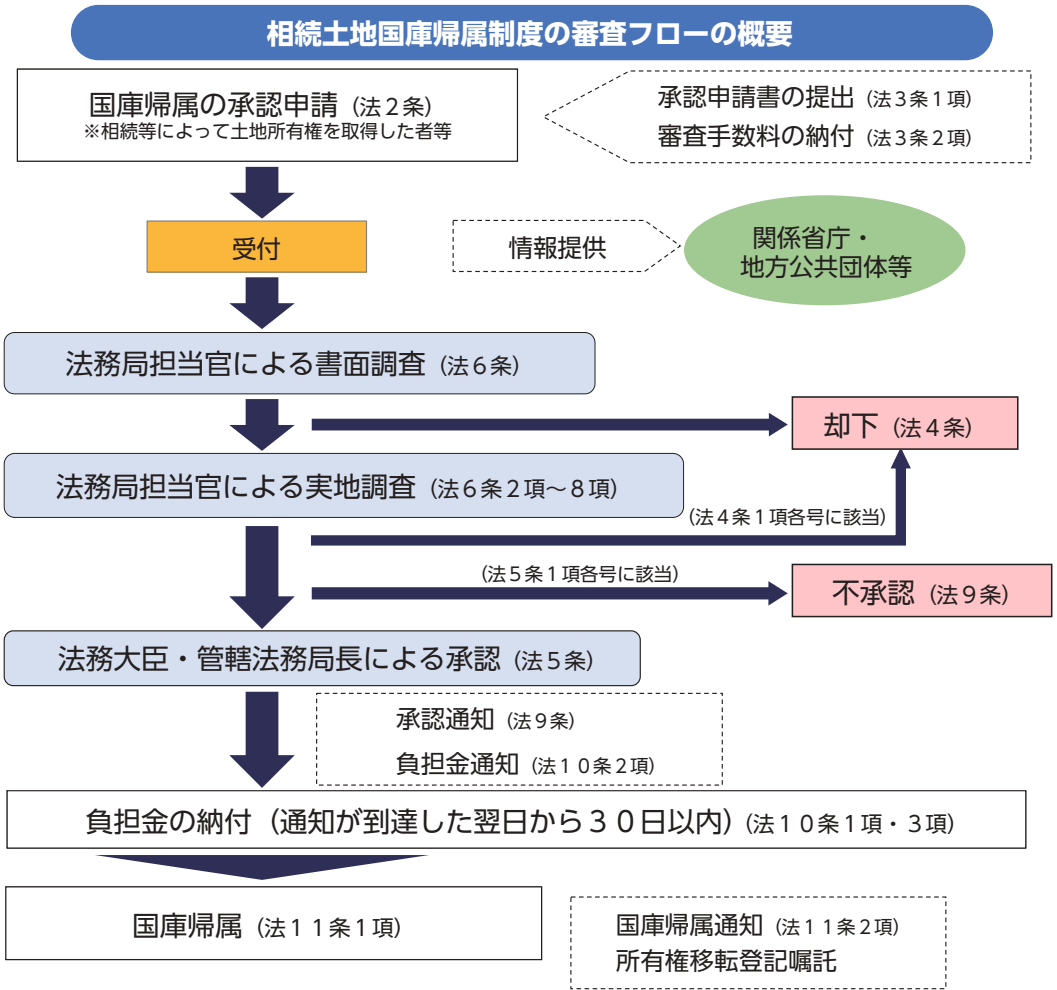 相続土地国庫帰属制度の審査フローの概要
国庫帰属の承認申請（法２条）
※相続等によって土地所有権を取得した者等
承認申請書の提出（法３条１項）
審査手数料の納付（法３条２項）
受付
情報提供
関係省庁・
地方公共団体等
法務局担当官による書面調査（法６条）
却下（法４条）
法務局担当官による実地調査（法６条２項～８項）
（法４条１項各号に該当）
（法５条１項各号に該当）
不承認（法９条）
法務大臣・管轄法務局長による承認（法５条）
承認通知（法９条）
負担金通知（法１０条２項）
負担金の納付（通知が到達した翌日から３０日以内）（法１０条１項・３項）
国庫帰属（法１１条１項）
国庫帰属通知（法１１条２項）
所有権移転登記嘱託